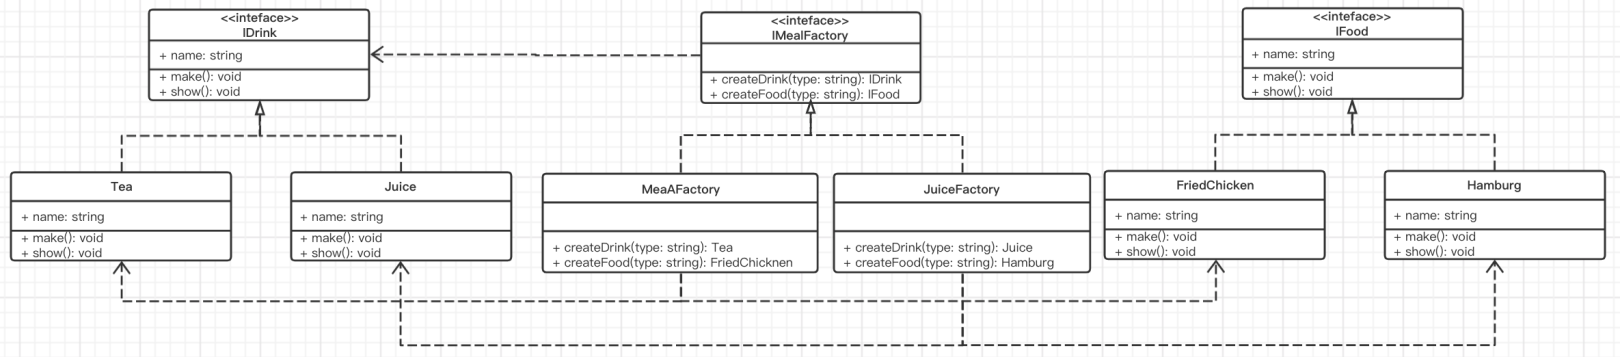 <<inteface>>
IDrink
+ name: string
+ make(): void
+ show(): void
<<inteface>>
IMealFactory
+ createDrink(type: string): IDrink
+ createFood(type: string): IFood
<<inteface>>
IFood
+ name: string
+ make(): void
+ show(): void
Tea
+ name: string
+ make(): void
+ show(): void
Juice
+ name: string
+ make(): void
+ show(): void
MeaAFactory
+ createDrink(type: string): Tea
+ createFood(type: string): FriedChicknen
JuiceFactory
+ createDrink(type: string): Juice
+ createFood(type: string): Hamburg
FriedChicken
+ name: string
+ make(): void
+ show(): void
Hamburg
+ name: string
+ make(): void
+ show(): void